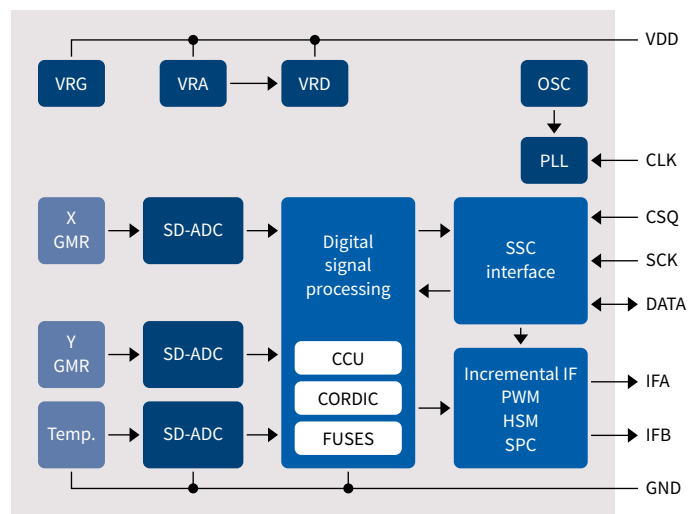 VDD
VRG
VRA
VRD
OSC
PLL
CLK
X
GMR
SD-ADC
Digital
signal
processing
SSC
interface
CSQ
SCK
DATA
Y
GMR
SD-ADC
CCU
CORDIC
FUSES
Incremental IF
PWM
HSM
SPC
IFA
IFB
Temp.
SD-ADC
GND